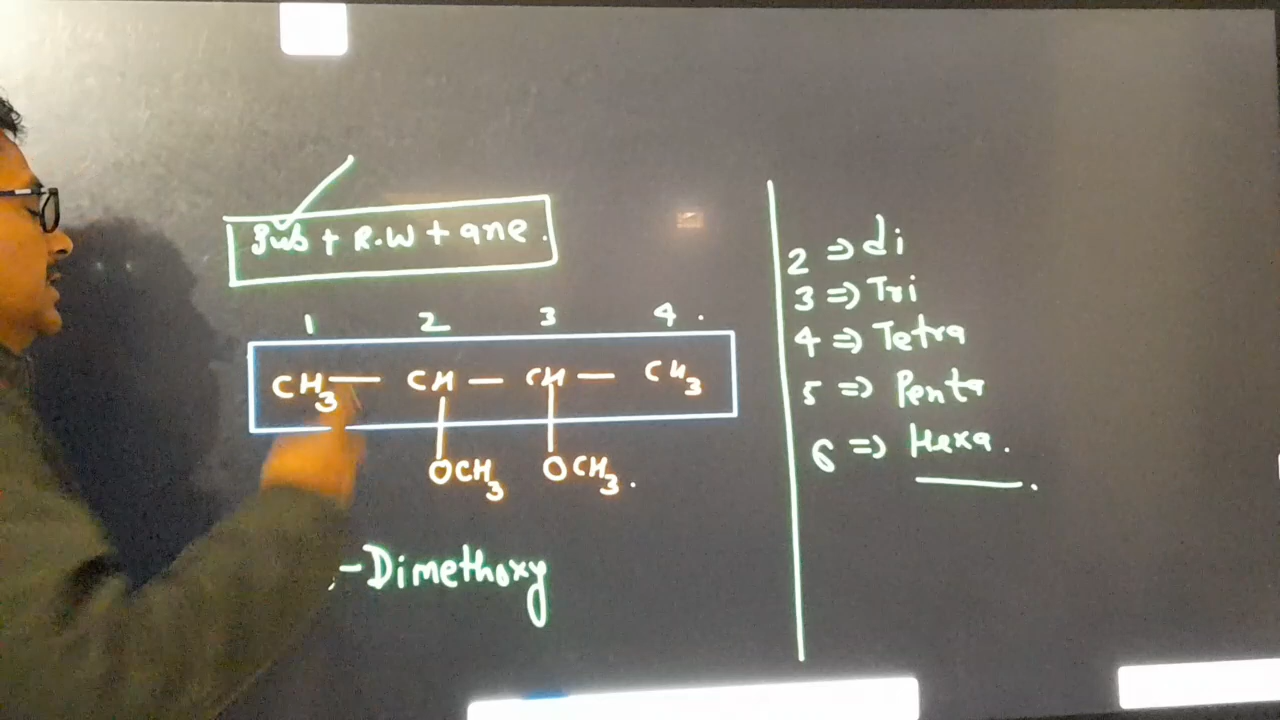 Sub + R.W + ane.
1 2 3 4.
CH3 — CH — CH — CH3
OCH3 OCH3.
-Dimethoxy
2 => di
3 => Tri
4 => Tetra
5 => Penta
6 => Hexa.